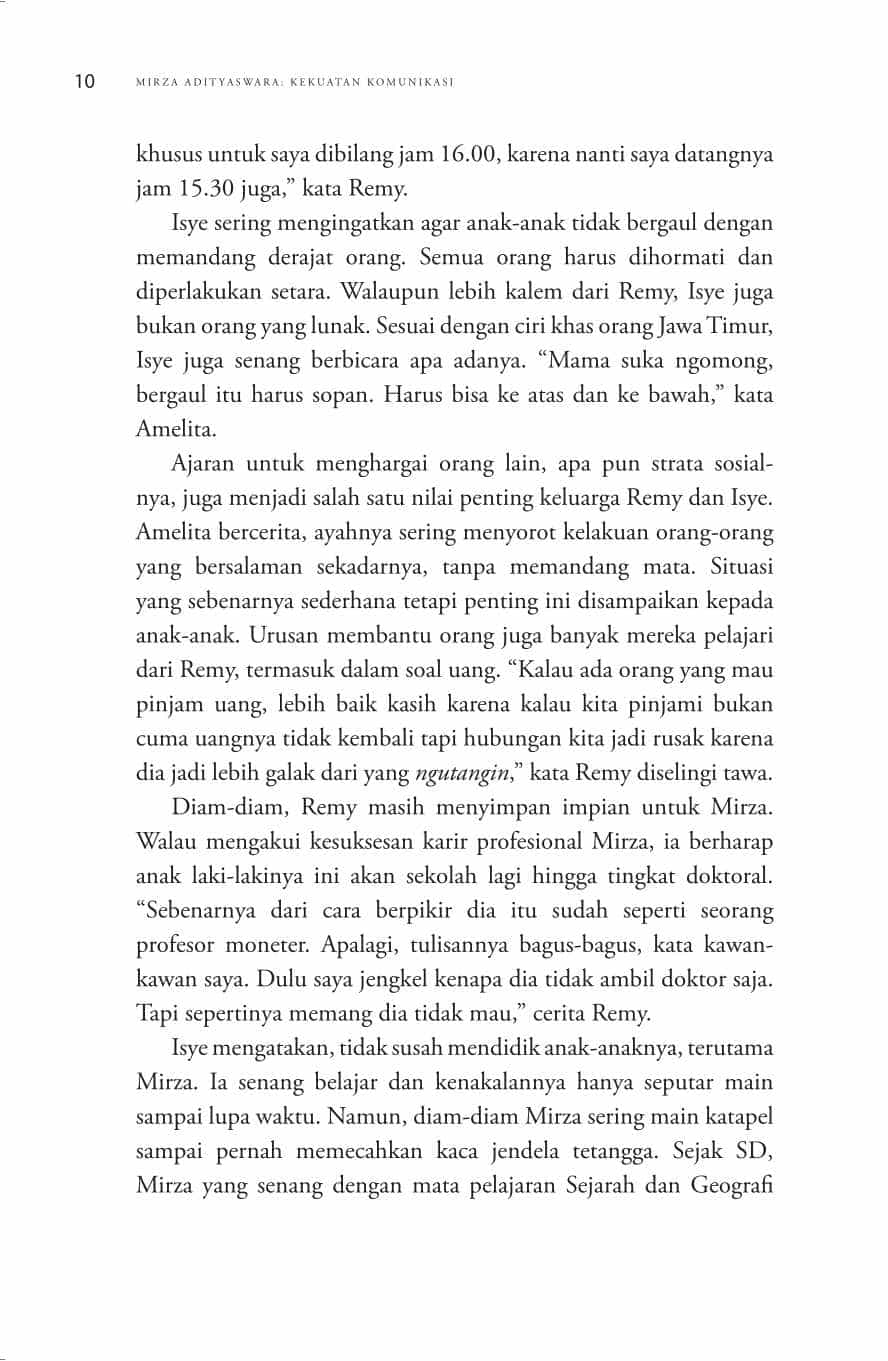 10 MIRZA ADITYASWARA: KEKUATAN KOMUNIKASI
khusus untuk saya dibilang jam 16.00, karena nanti saya datangnya
jam 15.30 juga,” kata Remy.
Isye sering mengingatkan agar anak-anak tidak bergaul dengan
memandang derajat orang. Semua orang harus dihormati dan
diperlakukan setara. Walaupun lebih kalem dari Remy, Isye juga
bukan orang yang lunak. Sesuai dengan ciri khas orang Jawa Timur,
Isye juga senang berbicara apa adanya. “Mama suka ngomong,
bergaul itu harus sopan. Harus bisa ke atas dan ke bawah,” kata
Amelita.
Ajaran untuk menghargai orang lain, apa pun strata sosial-
nya, juga menjadi salah satu nilai penting keluarga Remy dan Isye.
Amelita bercerita, ayahnya sering menyorot kelakuan orang-orang
yang bersalaman sekadarnya, tanpa memandang mata. Situasi
yang sebenarnya sederhana tetapi penting ini disampaikan kepada
anak-anak. Urusan membantu orang juga banyak mereka pelajari
dari Remy, termasuk dalam soal uang. “Kalau ada orang yang mau
pinjam uang, lebih baik kasih karena kalau kita pinjami bukan
cuma uangnya tidak kembali tapi hubungan kita jadi rusak karena
dia jadi lebih galak dari yang ngutangin,” kata Remy diselingi tawa.
Diam-diam, Remy masih menyimpan impian untuk Mirza.
Walau mengakui kesuksesan karir profesional Mirza, ia berharap
anak laki-lakinya ini akan sekolah lagi hingga tingkat doktoral.
“Sebenarnya dari cara berpikir dia itu sudah seperti seorang
profesor moneter. Apalagi, tulisannya bagus-bagus, kata kawan-
kawan saya. Dulu saya jengkel kenapa dia tidak ambil doktor saja.
Tapi sepertinya memang dia tidak mau,” cerita Remy.
Isye mengatakan, tidak susah mendidik anak-anaknya, terutama
Mirza. Ia senang belajar dan kenakalannya hanya seputar main
sampai lupa waktu. Namun, diam-diam Mirza sering main katapel
sampai pernah memecahkan kaca jendela tetangga. Sejak SD,
Mirza yang senang dengan mata pelajaran Sejarah dan Geografi